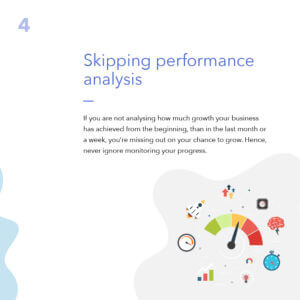 4
Skipping performance
analysis
If you are not analysing how much growth your business
has achieved from the beginning, than in the last month or
a week, you're missing out on your chance to grow. Hence,
never ignore monitoring your progress.